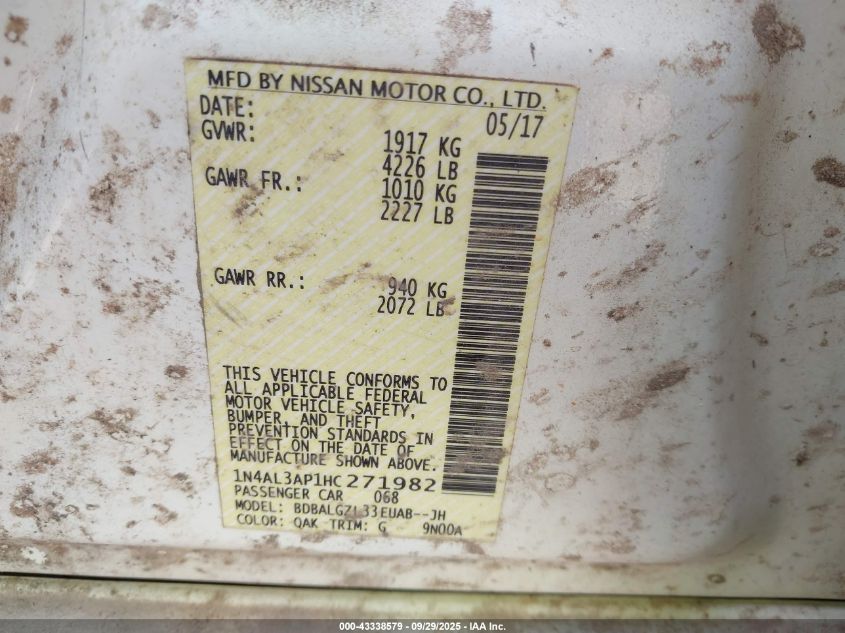 MFD BY NISSAN MOTOR CO., LTD.
DATE: 05/17
GVWR: 1917 KG
4226 LB
GAWR FR.: 1010 KG
2227 LB
GAWR RR.: 940 KG
2072 LB
THIS VEHICLE CONFORMS TO
ALL APPLICABLE FEDERAL
MOTOR VEHICLE SAFETY,
BUMPER, AND THEFT
PREVENTION STANDARDS IN
EFFECT ON THE DATE OF
MANUFACTURE SHOWN ABOVE.
1N4AL3AP1HC271982
PASSENGER CAR 068
MODEL: BDBALGZL33EUAB--JH
COLOR: QAK TRIM: G 9N00A
000-43338579 - 09/29/2025 - IAA Inc.